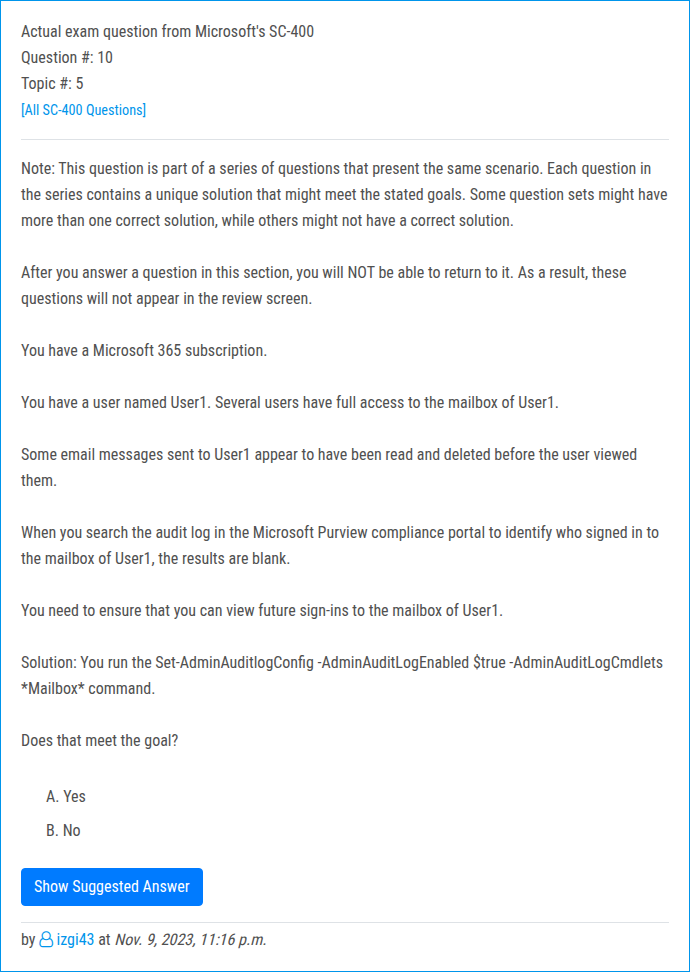 Actual exam question from Microsoft's SC-400
Question #: 10
Topic #: 5
[All SC-400 Questions]
Note: This question is part of a series of questions that present the same scenario. Each question in
the series contains a unique solution that might meet the stated goals. Some question sets might have
more than one correct solution, while others might not have a correct solution.
After you answer a question in this section, you will NOT be able to return to it. As a result, these
questions will not appear in the review screen.
You have a Microsoft 365 subscription.
You have a user named User1. Several users have full access to the mailbox of User1.
Some email messages sent to User1 appear to have been read and deleted before the user viewed
them.
When you search the audit log in the Microsoft Purview compliance portal to identify who signed in to
the mailbox of User1, the results are blank.
You need to ensure that you can view future sign-ins to the mailbox of User1.
Solution: You run the Set-AdminAuditlogConfig -AdminAuditLogEnabled $true -AdminAuditLogCmdlets
*Mailbox* command.
Does that meet the goal?
A. Yes
B. No
Show Suggested Answer
by izgi43 at Nov. 9, 2023, 11:16 p.m.